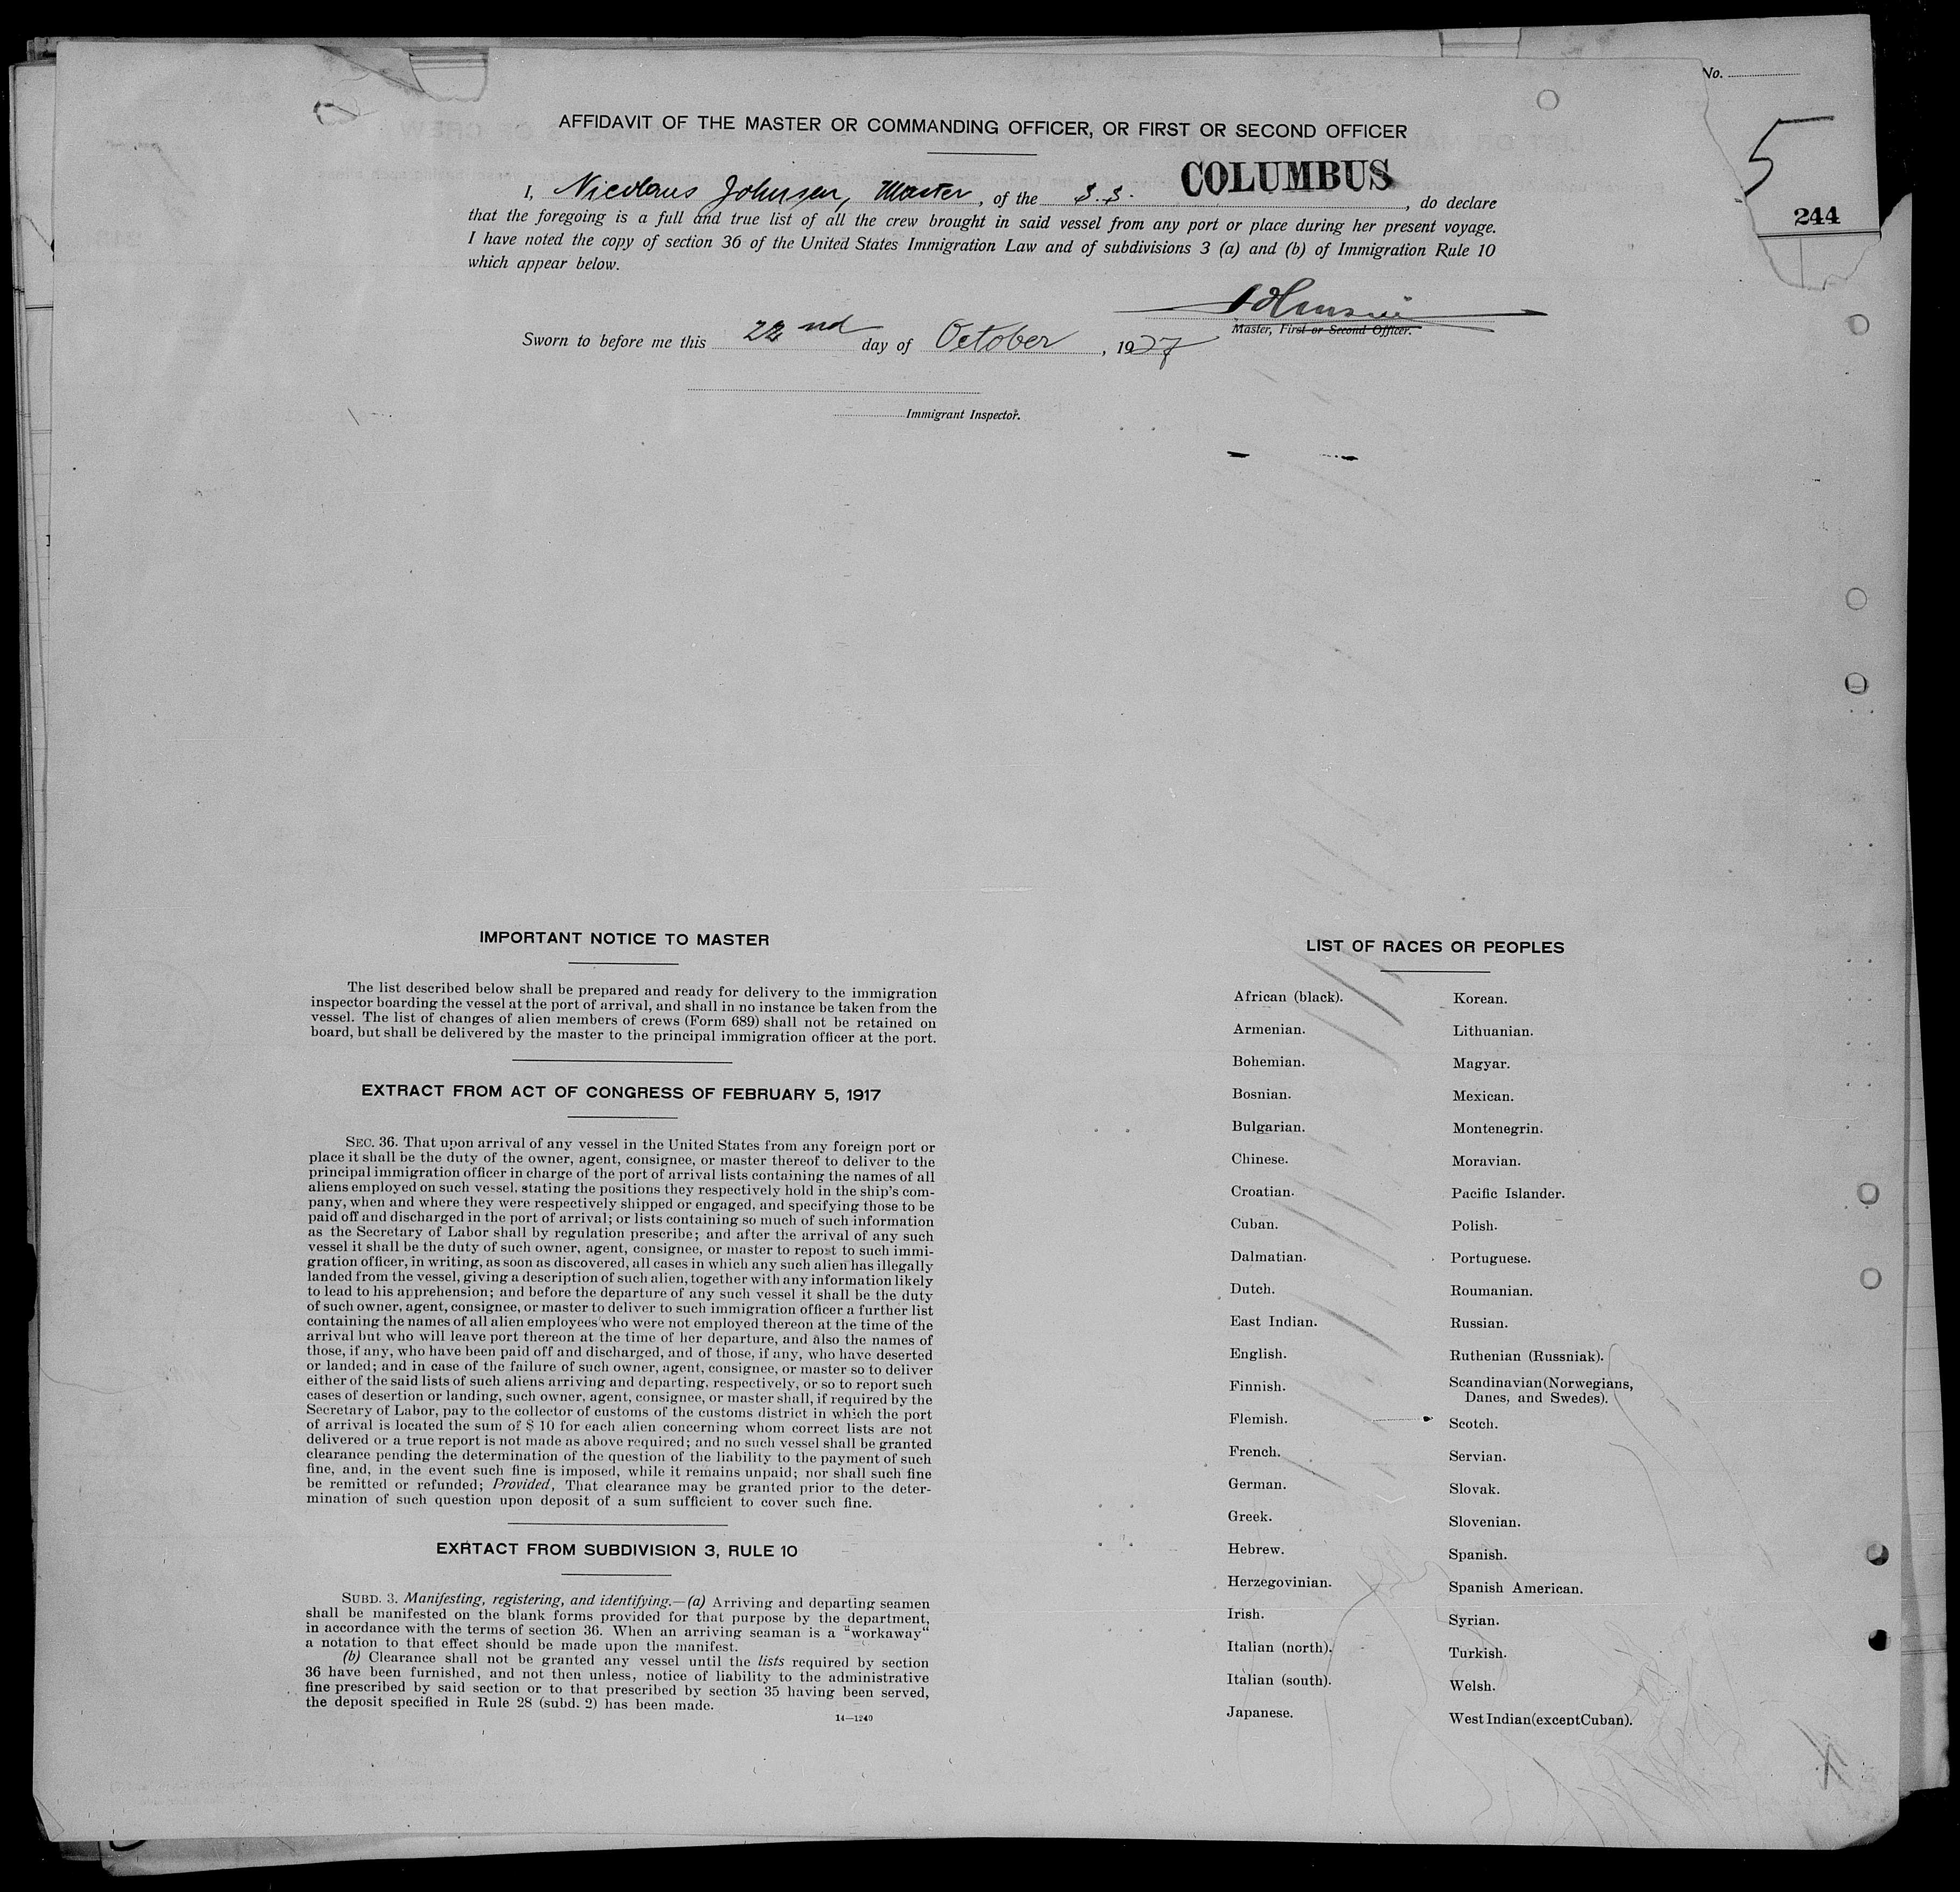 No.
5
244
AFFIDAVIT OF THE MASTER OR COMMANDING OFFICER, OR FIRST OR SECOND OFFICER
I, Nicolaus Johnsen, Master, of the S.S. COLUMBUS, do declare
that the foregoing is a full and true list of all the crew brought in said vessel from any port or place during her present voyage.
I have noted the copy of section 36 of the United States Immigration Law and of subdivisions 3 (a) and (b) of Immigration Rule 10
which appear below.
Johnsen
Master, First or Second Officer.
Sworn to before me this 22nd day of October, 1927
Immigrant Inspector.
IMPORTANT NOTICE TO MASTER
The list described below shall be prepared and ready for delivery to the immigration
inspector boarding the vessel at the port of arrival, and shall in no instance be taken from the
vessel. The list of changes of alien members of crews (Form 689) shall not be retained on
board, but shall be delivered by the master to the principal immigration officer at the port.
EXTRACT FROM ACT OF CONGRESS OF FEBRUARY 5, 1917
SEC. 36. That upon arrival of any vessel in the United States from any foreign port or
place it shall be the duty of the owner, agent, consignee, or master thereof to deliver to the
principal immigration officer in charge of the port of arrival lists containing the names of all
aliens employed on such vessel, stating the positions they respectively hold in the ship's com-
pany, when and where they were respectively shipped or engaged, and specifying those to be
paid off and discharged in the port of arrival; or lists containing so much of such information
as the Secretary of Labor shall by regulation prescribe; and after the arrival of any such
vessel it shall be the duty of such owner, agent, consignee, or master to repost to such immi-
gration officer, in writing, as soon as discovered, all cases in which any such alien has illegally
landed from the vessel, giving a description of such alien, together with any information likely
to lead to his apprehension; and before the departure of any such vessel it shall be the duty
of such owner, agent, consignee, or master to deliver to such immigration officer a further list
containing the names of all alien employees who were not employed thereon at the time of the
arrival but who will leave port thereon at the time of her departure, and also the names of
those, if any, who have been paid off and discharged, and of those, if any, who have deserted
or landed; and in case of the failure of such owner, agent, consignee, or master so to deliver
either of the said lists of such aliens arriving and departing, respectively, or so to report such
cases of desertion or landing, such owner, agent, consignee, or master shall, if required by the
Secretary of Labor, pay to the collector of customs of the customs district in which the port
of arrival is located the sum of $ 10 for each alien concerning whom correct lists are not
delivered or a true report is not made as above required; and no such vessel shall be granted
clearance pending the determination of the question of the liability to the payment of such
fine, and, in the event such fine is imposed, while it remains unpaid; nor shall such fine
be remitted or refunded; Provided, That clearance may be granted prior to the deter-
mination of such question upon deposit of a sum sufficient to cover such fine.
EXRTACT FROM SUBDIVISION 3, RULE 10
SUBD. 3. Manifesting, registering, and identifying.—(a) Arriving and departing seamen
shall be manifested on the blank forms provided for that purpose by the department,
in accordance with the terms of section 36. When an arriving seaman is a "workaway"
a notation to that effect should be made upon the manifest.
(b) Clearance shall not be granted any vessel until the lists required by section
36 have been furnished, and not then unless, notice of liability to the administrative
fine prescribed by said section or to that prescribed by section 35 having been served,
the deposit specified in Rule 28 (subd. 2) has been made.
14—1240
LIST OF RACES OR PEOPLES
African (black).
Armenian.
Bohemian.
Bosnian.
Bulgarian.
Chinese.
Croatian.
Cuban.
Dalmatian.
Dutch.
East Indian.
English.
Finnish.
Flemish.
French.
German.
Greek.
Hebrew.
Herzegovinian.
Irish.
Italian (north).
Italian (south).
Japanese.
Korean.
Lithuanian.
Magyar.
Mexican.
Montenegrin.
Moravian.
Pacific Islander.
Polish.
Portuguese.
Roumanian.
Russian.
Ruthenian (Russniak).
Scandinavian(Norwegians,
Danes, and Swedes).
Scotch.
Servian.
Slovak.
Slovenian.
Spanish.
Spanish American.
Syrian.
Turkish.
Welsh.
West Indian(exceptCuban).